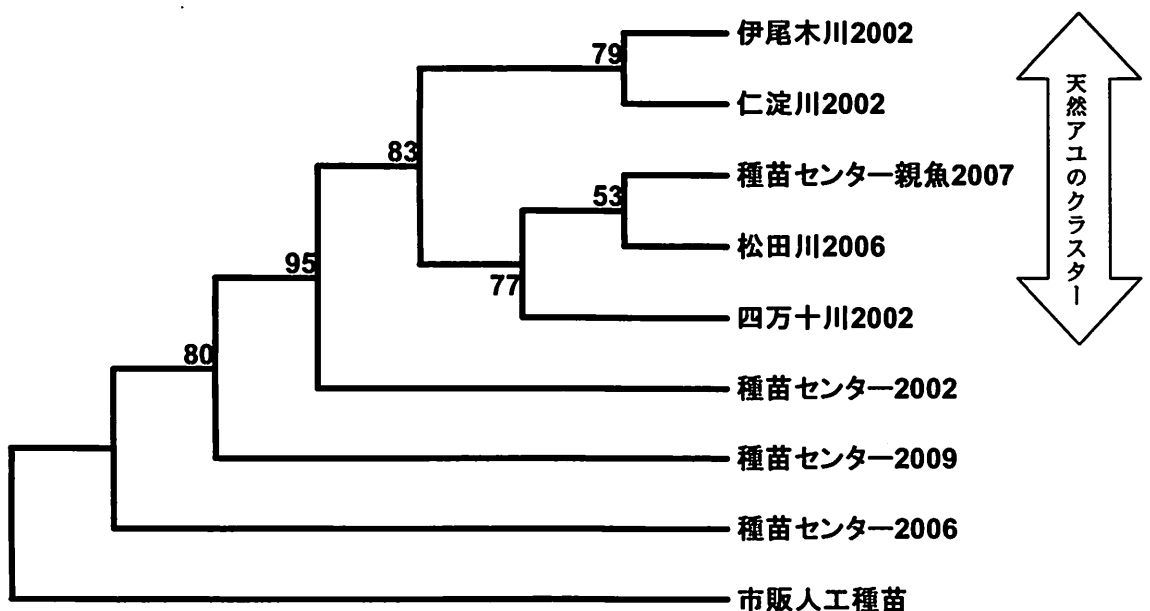 伊尾木川2002
79
仁淀川2002
83
種苗センター親魚2007
53
松田川2006
95
77
四万十川2002
80
種苗センター2002
種苗センター2009
種苗センター2006
市販人工種苗
天然アユのクラスター